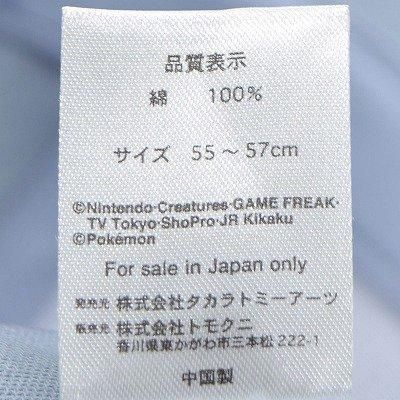 品質表示
綿 100%
サイズ 55〜57cm
©Nintendo·Creatures·GAME FREAK·
TV Tokyo·ShoPro·JR Kikaku
©Pokémon
For sale in Japan only
発売元 株式会社タカラトミーアーツ
販売元 株式会社トモクニ
香川県東かがわ市三本松 222-1
中国製